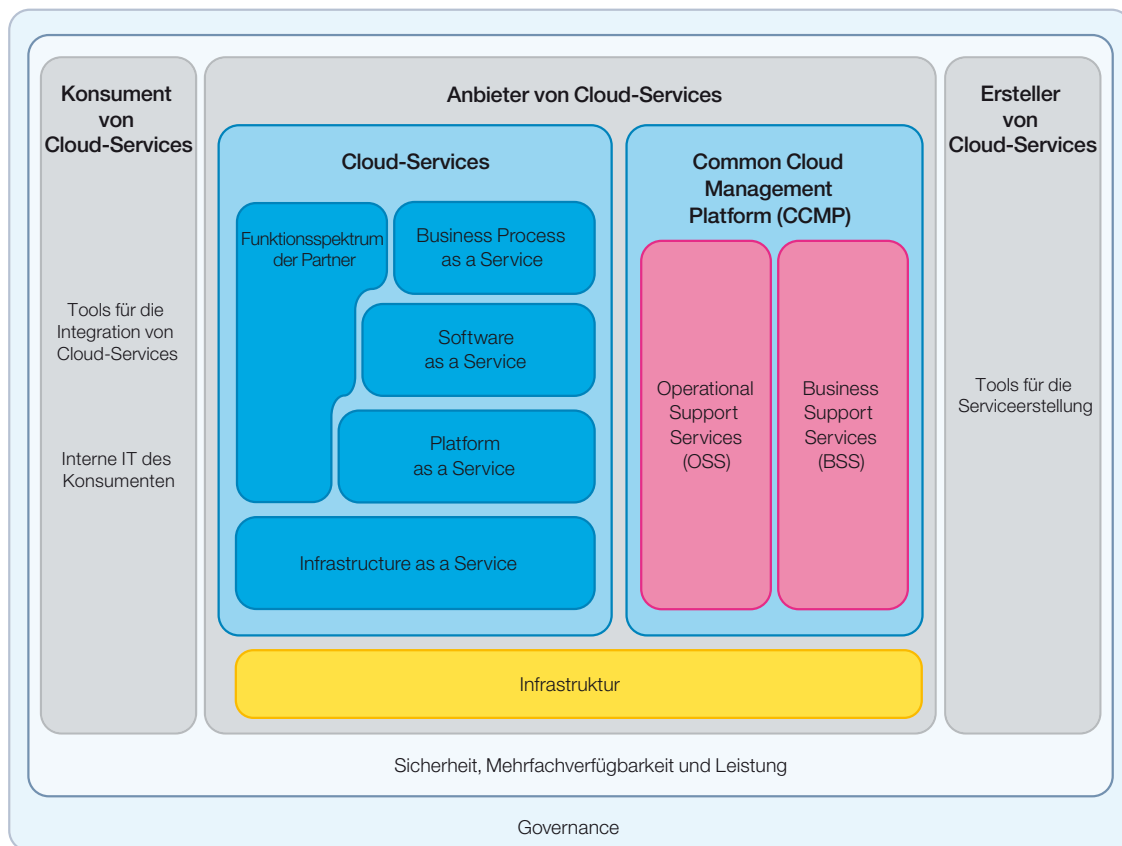 Konsument
von
Cloud-Services
Tools für die
Integration von
Cloud-Services
Interne IT des
Konsumenten
Anbieter von Cloud-Services
Cloud-Services
Funktionsspektrum
der Partner
Business Process
as a Service
Software
as a Service
Platform
as a Service
Infrastructure as a Service
Common Cloud
Management
Platform (CCMP)
Operational
Support
Services
(OSS)
Business
Support
Services
(BSS)
Infrastruktur
Ersteller
von
Cloud-Services
Tools für die
Serviceerstellung
Sicherheit, Mehrfachverfügbarkeit und Leistung
Governance